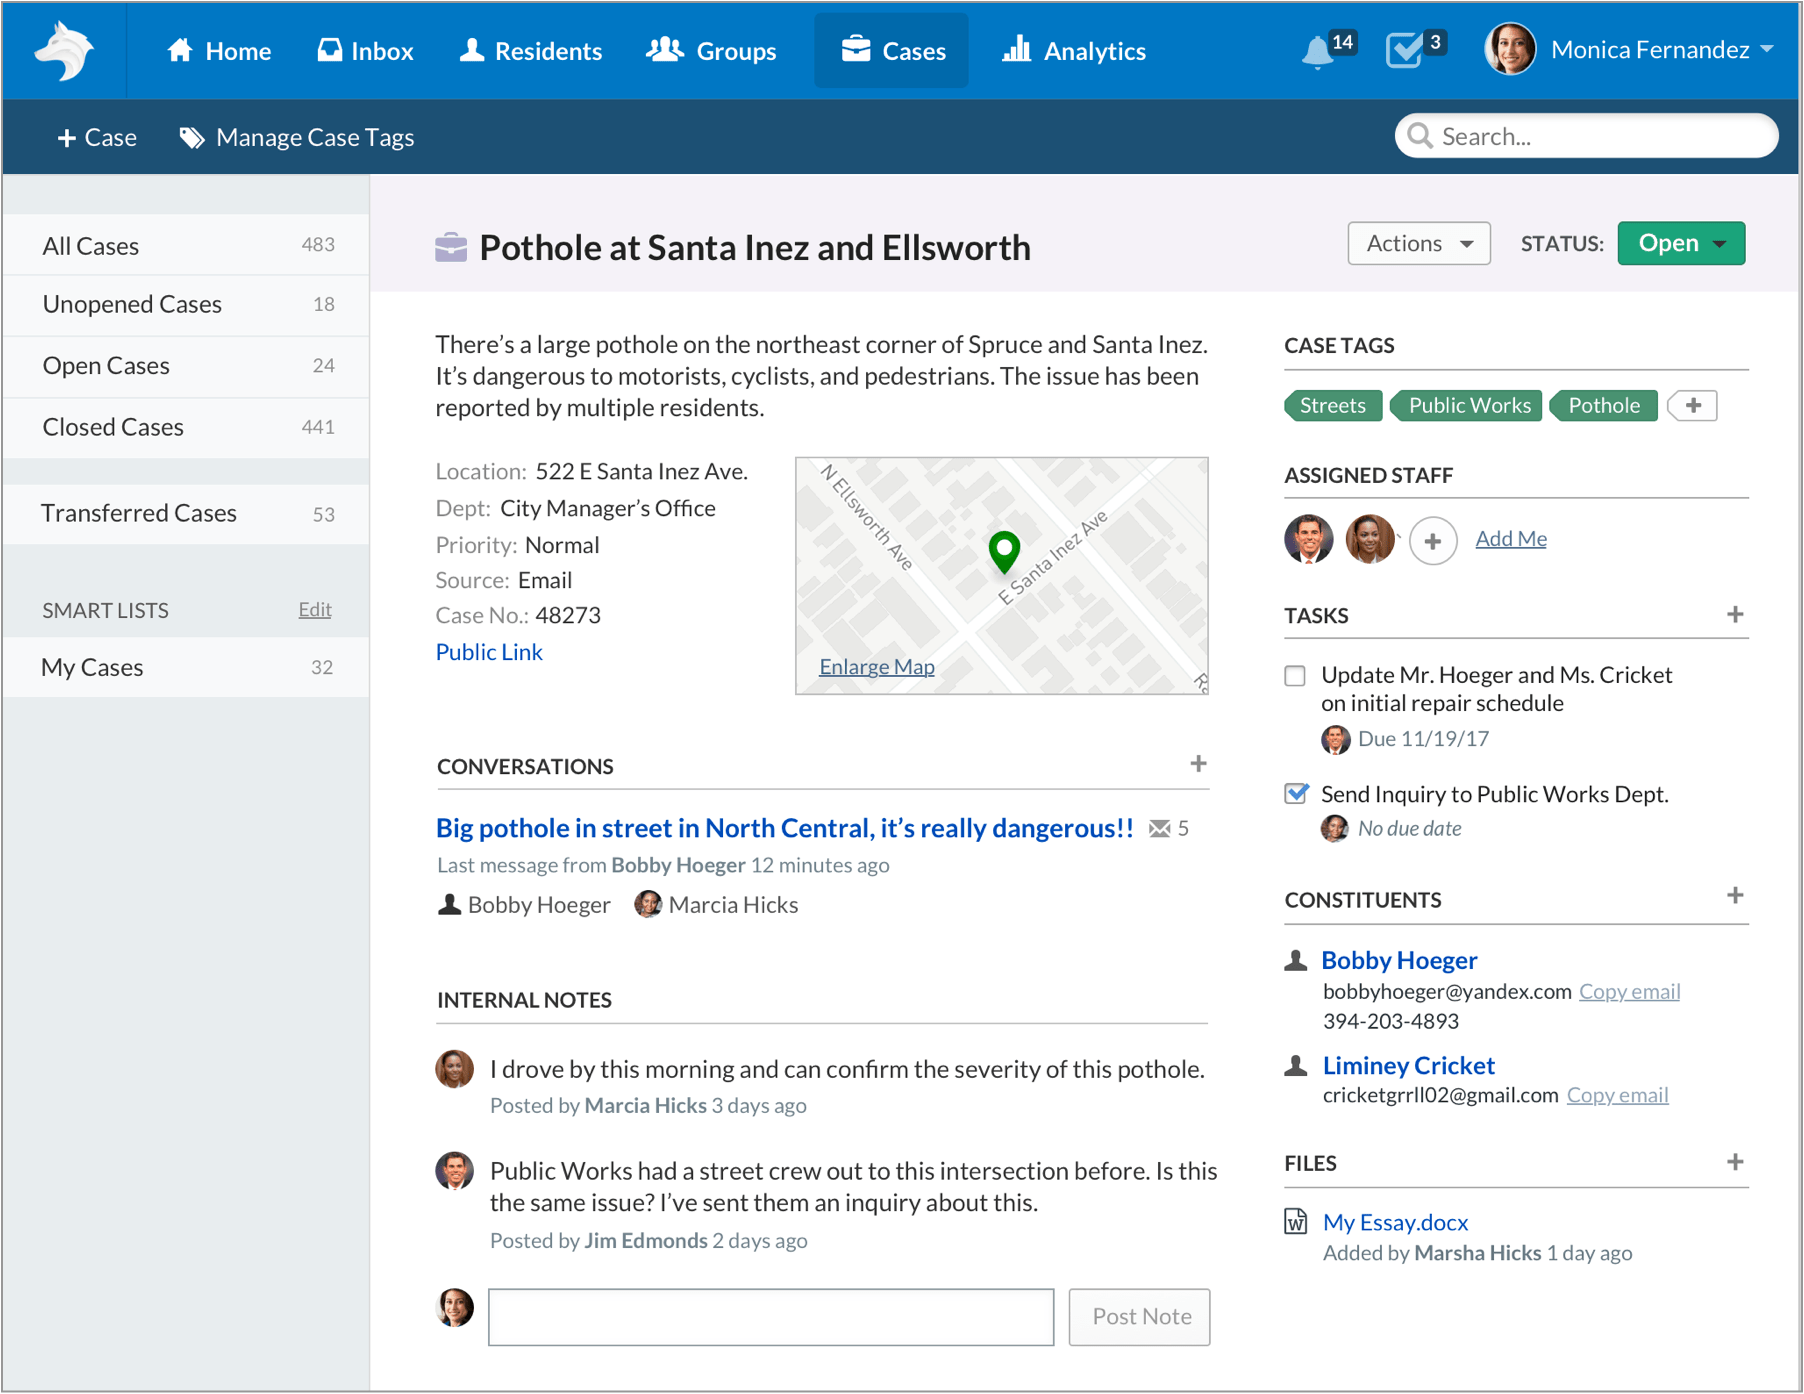 Home
Inbox
Residents
Groups
Cases
Analytics
14
3
Monica Fernandez
+ Case
Manage Case Tags
Search...
All Cases 483
Unopened Cases 18
Open Cases 24
Closed Cases 441
Transferred Cases 53
SMART LISTS Edit
My Cases 32
Pothole at Santa Inez and Ellsworth
Actions
STATUS: Open
There’s a large pothole on the northeast corner of Spruce and Santa Inez.
It’s dangerous to motorists, cyclists, and pedestrians. The issue has been
reported by multiple residents.
Location: 522 E Santa Inez Ave.
Dept: City Manager’s Office
Priority: Normal
Source: Email
Case No.: 48273
Public Link
N Ellsworth Ave
E Santa Inez Ave
Enlarge Map
CONVERSATIONS +
Big pothole in street in North Central, it’s really dangerous!! 5
Last message from Bobby Hoeger 12 minutes ago
Bobby Hoeger Marcia Hicks
INTERNAL NOTES
I drove by this morning and can confirm the severity of this pothole.
Posted by Marcia Hicks 3 days ago
Public Works had a street crew out to this intersection before. Is this
the same issue? I’ve sent them an inquiry about this.
Posted by Jim Edmonds 2 days ago
Post Note
CASE TAGS
Streets Public Works Pothole +
ASSIGNED STAFF
+ Add Me
TASKS +
Update Mr. Hoeger and Ms. Cricket
on initial repair schedule
Due 11/19/17
Send Inquiry to Public Works Dept.
No due date
CONSTITUENTS +
Bobby Hoeger
bobbyhoeger@yandex.com Copy email
394-203-4893
Liminey Cricket
cricketgrrll02@gmail.com Copy email
FILES +
W My Essay.docx
Added by Marsha Hicks 1 day ago